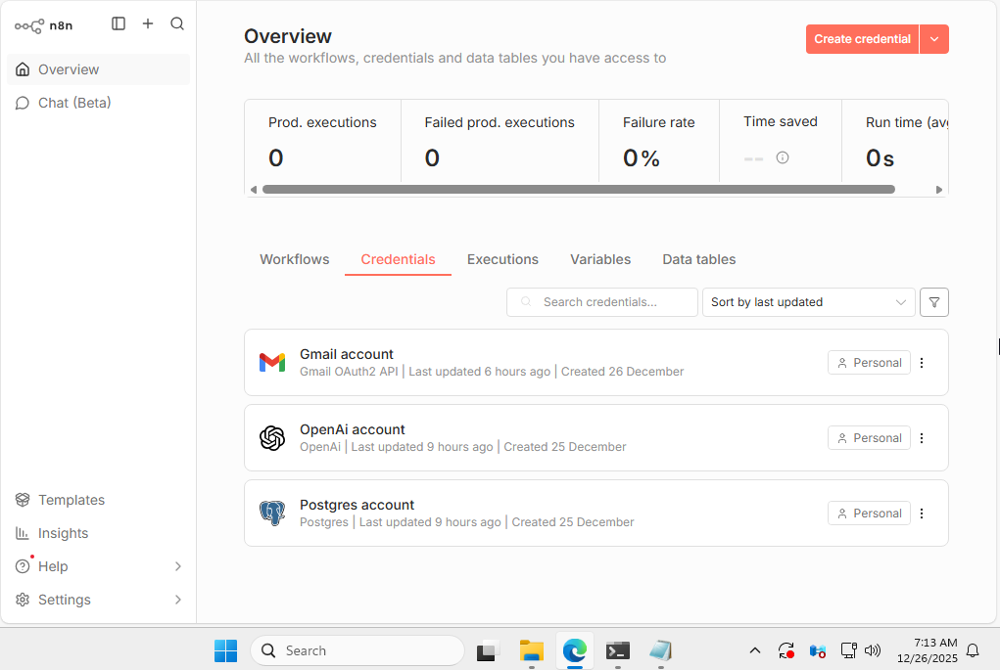 n8n
Overview
Chat (Beta)
Templates
Insights
Help
Settings
Overview
All the workflows, credentials and data tables you have access to
Create credential
Prod. executions
0
Failed prod. executions
0
Failure rate
0%
Time saved
--
Run time (avg
0s
Workflows
Credentials
Executions
Variables
Data tables
Search credentials...
Sort by last updated
Gmail account
Gmail OAuth2 API | Last updated 6 hours ago | Created 26 December
Personal
OpenAi account
OpenAi | Last updated 9 hours ago | Created 25 December
Personal
Postgres account
Postgres | Last updated 9 hours ago | Created 25 December
Personal
Search
7:13 AM
12/26/2025